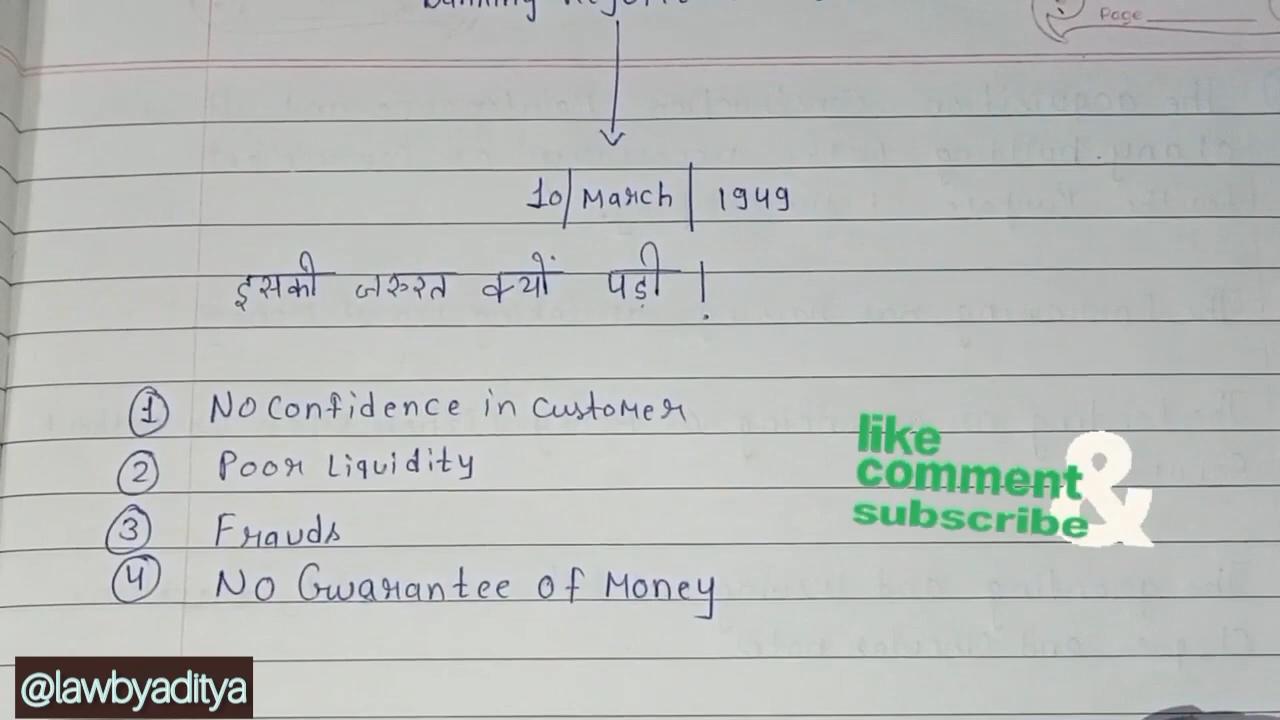 Page
10 | March | 1949
इसकी जरुरत क्यों पड़ी !
① No Confidence in Customer
② Poor Liquidity
③ Frauds
④ No Gwarantee of Money
like
comment &
subscribe
@lawbyaditya